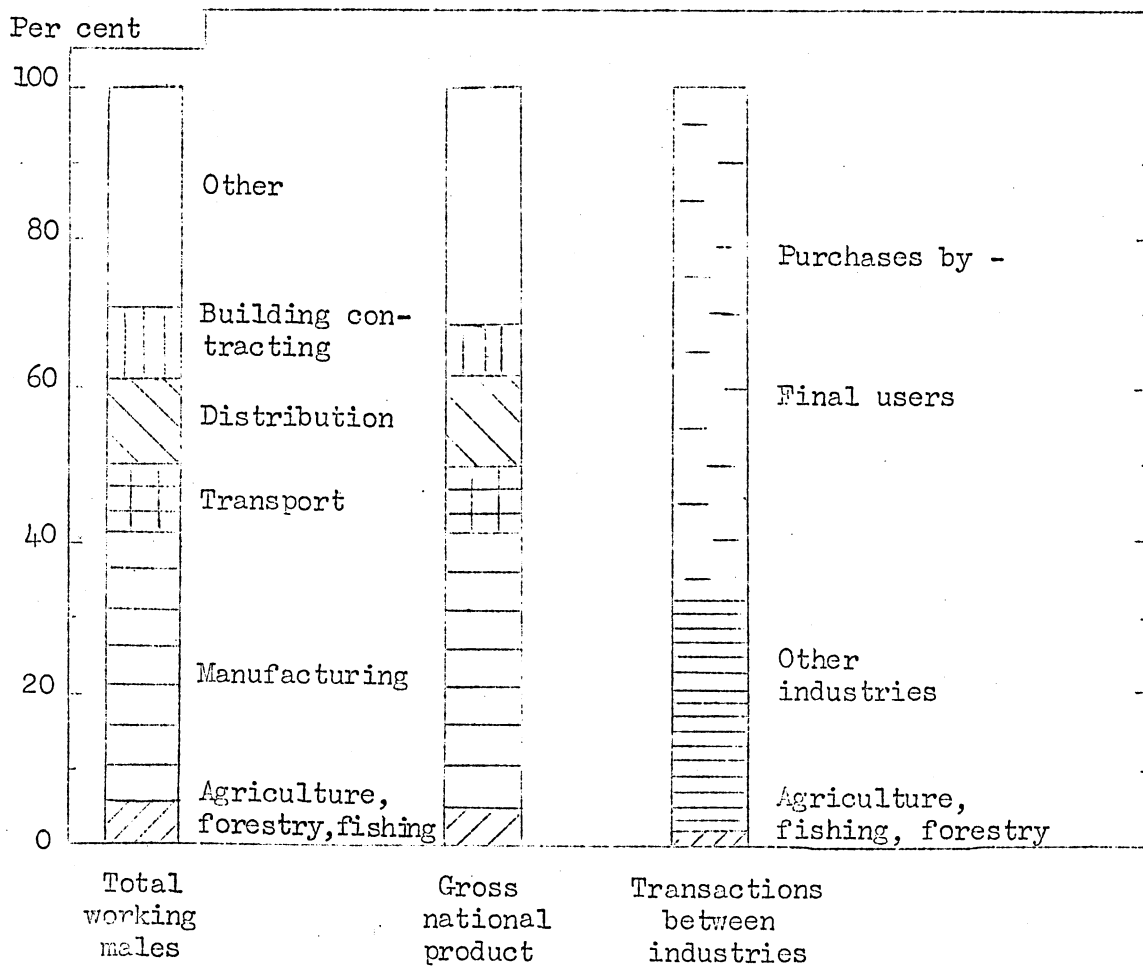 Per cent
100
80
60
40
20
0
Other
Building con-
tracting
Distribution
Transport
Manufacturing
Agriculture,
forestry,fishing
Purchases by -
Final users
Other
industries
Agriculture,
fishing, forestry
Total
working
males
Gross
national
product
Transactions
between
industries